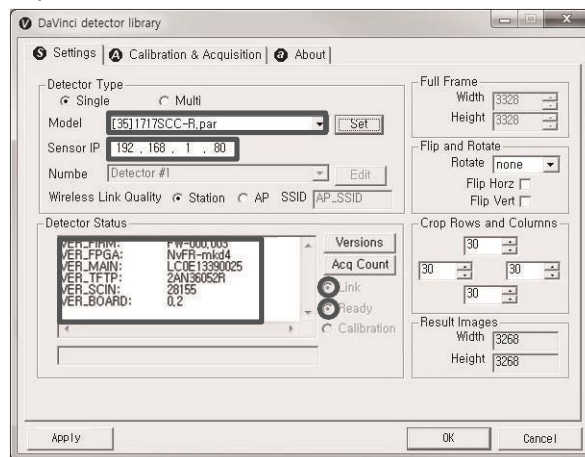 DaVinci detector library
Settings
Calibration & Acquisition
About
Detector Type
Single
Multi
Model
[35]1717SCC-R,par
Set
Sensor IP
192 . 168 . 1 . 80
Numbe
Detector #1
Edit
Wireless Link Quality
Station
AP
SSID
AP_SSID
Detector Status
VER_FIRM: FW-000,005
VER_FPGA: NvFR-mkd4
VER_MAIN: LC0E13390025
VER_TFTP: 2AN36052R
VER_SCIN: 28155
VER_BOARD: 0,2
Versions
Acq Count
Link
Ready
Calibration
Full Frame
Width 3328
Height 3328
Flip and Rotate
Rotate none
Flip Horz
Flip Vert
Crop Rows and Columns
30
30 30
30
Result Images
Width 3268
Height 3268
Apply
OK
Cancel